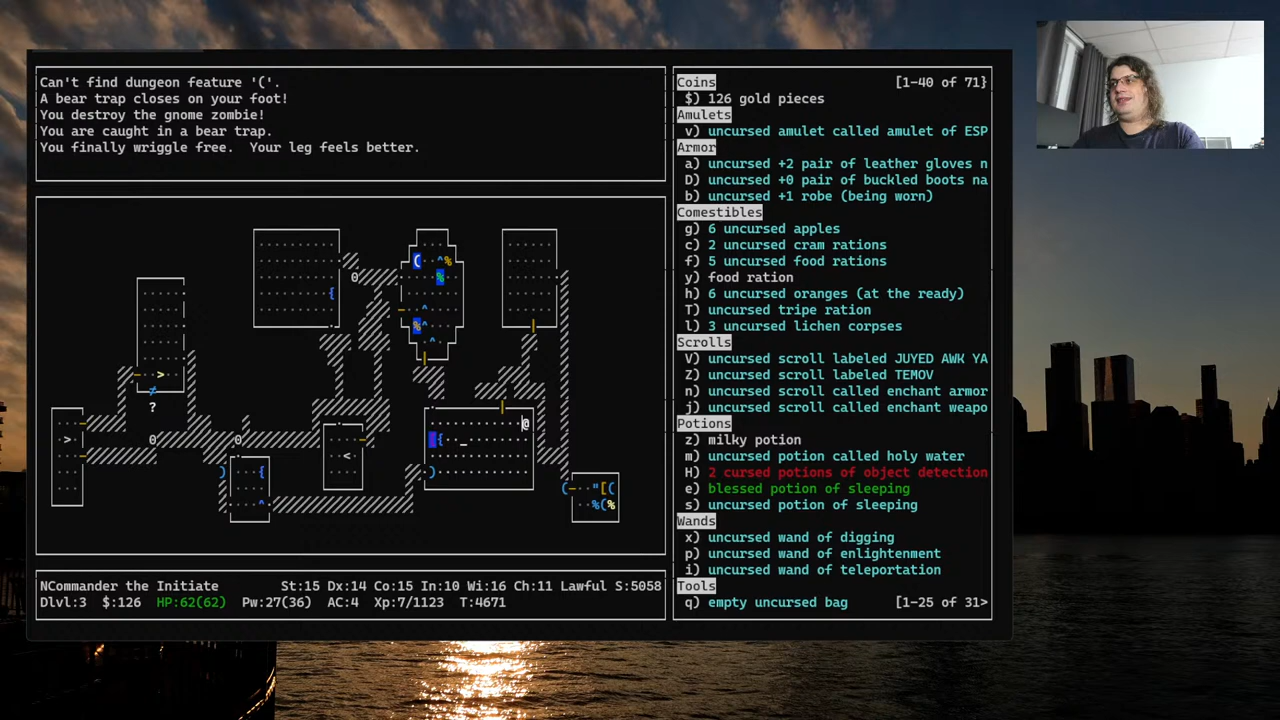 Can't find dungeon feature '('.
A bear trap closes on your foot!
You destroy the gnome zombie!
You are caught in a bear trap.
You finally wriggle free.  Your leg feels better.
NCommander the Initiate St:15 Dx:14 Co:15 In:10 Wi:16 Ch:11 Lawful S:5058
Dlvl:3 $:126 HP:62(62) Pw:27(36) AC:4 Xp:7/1123 T:4671
Coins [1-40 of 71}
$) 126 gold pieces
Amulets
v) uncursed amulet called amulet of ESP
Armor
a) uncursed +2 pair of leather gloves n
D) uncursed +0 pair of buckled boots na
b) uncursed +1 robe (being worn)
Comestibles
g) 6 uncursed apples
c) 2 uncursed cram rations
f) 5 uncursed food rations
y) food ration
h) 6 uncursed oranges (at the ready)
T) uncursed tripe ration
l) 3 uncursed lichen corpses
Scrolls
V) uncursed scroll labeled JUYED AWK YA
Z) uncursed scroll labeled TEMOV
n) uncursed scroll called enchant armor
j) uncursed scroll called enchant weapo
Potions
z) milky potion
m) uncursed potion called holy water
H) 2 cursed potions of object detection
e) blessed potion of sleeping
s) uncursed potion of sleeping
Wands
x) uncursed wand of digging
p) uncursed wand of enlightenment
i) uncursed wand of teleportation
Tools
q) empty uncursed bag [1-25 of 31>